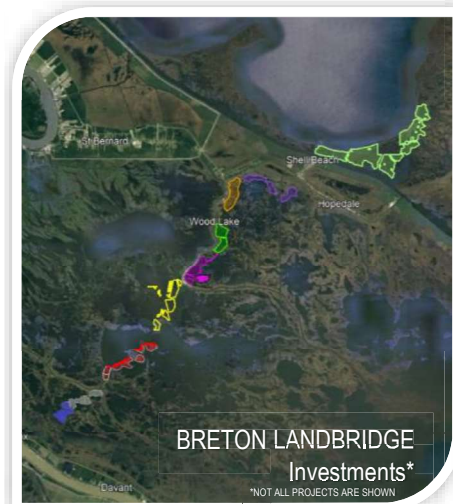 St Bernard
Shell Beach
Hopedale
Wood Lake
Davant
BRETON LANDBRIDGE
Investments*
*NOT ALL PROJECTS ARE SHOWN